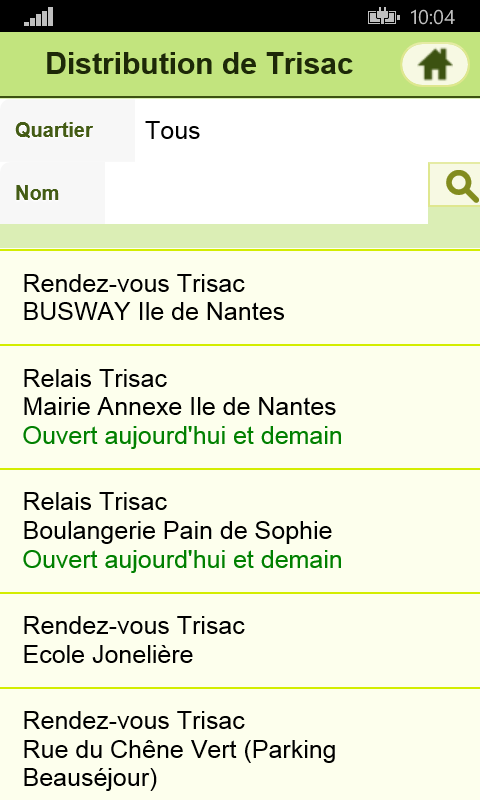 10:04
Distribution de Trisac
Quartier
Tous
Nom
Rendez-vous Trisac
BUSWAY Ile de Nantes
Relais Trisac
Mairie Annexe Ile de Nantes
Ouvert aujourd'hui et demain
Relais Trisac
Boulangerie Pain de Sophie
Ouvert aujourd'hui et demain
Rendez-vous Trisac
Ecole Jonelière
Rendez-vous Trisac
Rue du Chêne Vert (Parking
Beauséjour)